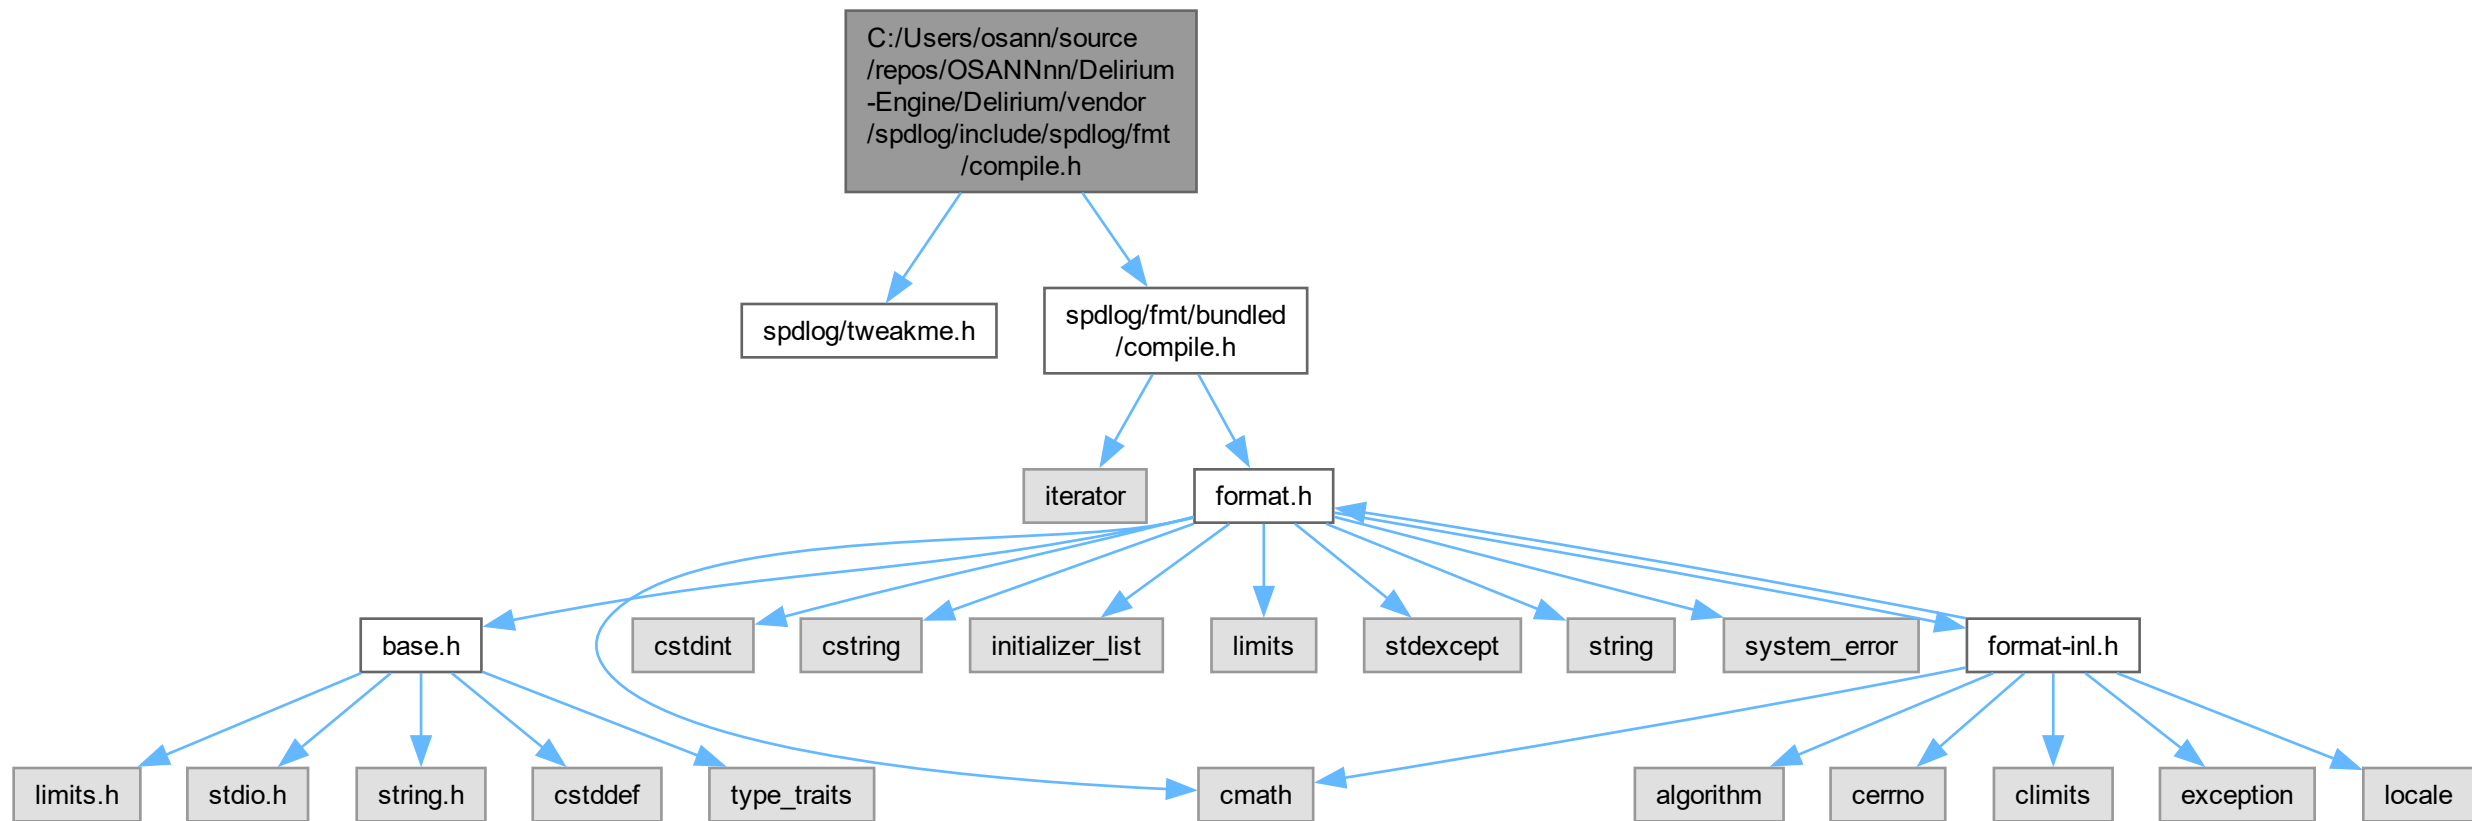 C:/Users/osann/source
/repos/OSANNnn/Delirium
-Engine/Delirium/vendor
/spdlog/include/spdlog/fmt
/compile.h
spdlog/tweakme.h
spdlog/fmt/bundled
/compile.h
iterator
format.h
base.h
cstdint
cstring
initializer_list
limits
stdexcept
string
system_error
format-inl.h
limits.h
stdio.h
string.h
cstddef
type_traits
cmath
algorithm
cerrno
climits
exception
locale